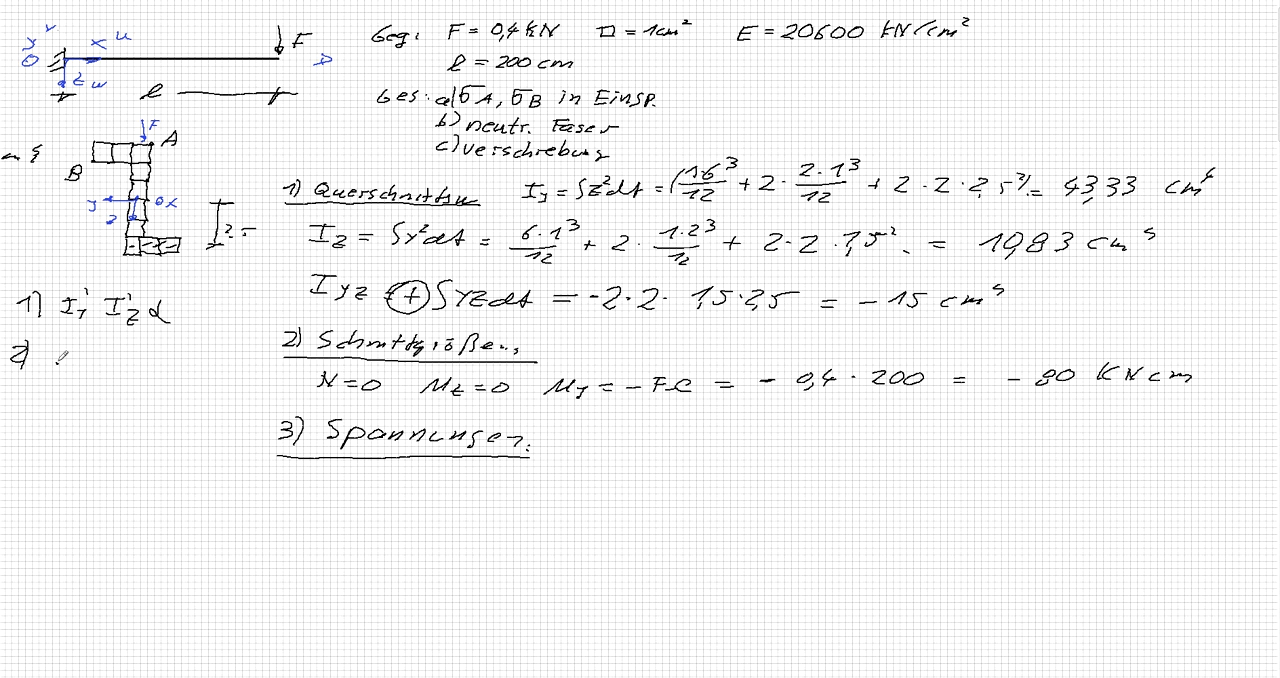 Geg: F = 0,4 kN □ = 1cm² E = 20600 kN/cm²
l = 200 cm
Ges: a) σA, σB in Einsp.
b) neutr. Faser
c) Verschiebung
y v
x u
z w
F
l
F
A
B
y
0x
z
1) Querschnittsw
Iy = ∫z²dA = (1·6³/12 + 2· 2·1³/12 + 2·2·2,5²) = 43,33 cm⁴
Iz = ∫y²dA = 6·1³/12 + 2· 1·2³/12 + 2·2·1,5² = 10,83 cm⁴
Iyz (+) ∫yzdA = -2·2· 1,5·2,5 = -15 cm⁴
1) Iy' Iz' α
2)
2) Schnittgrößen:
N=0 Mz=0 My = -Fl = - 0,4 · 200 = - 80 kNcm
3) Spannungen: